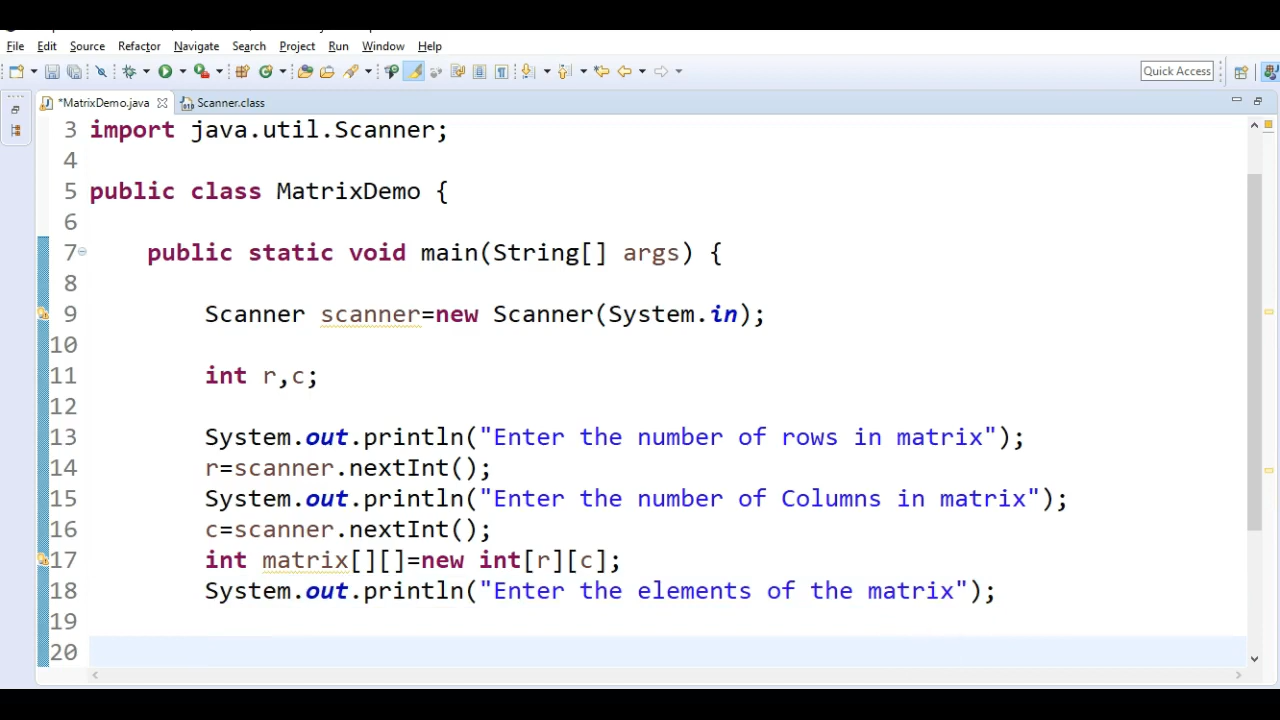 File Edit Source Refactor Navigate Search Project Run Window Help
Quick Access
*MatrixDemo.java Scanner.class
3 import java.util.Scanner;
4
5 public class MatrixDemo {
6
7 public static void main(String[] args) {
8
9 Scanner scanner=new Scanner(System.in);
10
11 int r,c;
12
13 System.out.println("Enter the number of rows in matrix");
14 r=scanner.nextInt();
15 System.out.println("Enter the number of Columns in matrix");
16 c=scanner.nextInt();
17 int matrix[][]=new int[r][c];
18 System.out.println("Enter the elements of the matrix");
19
20